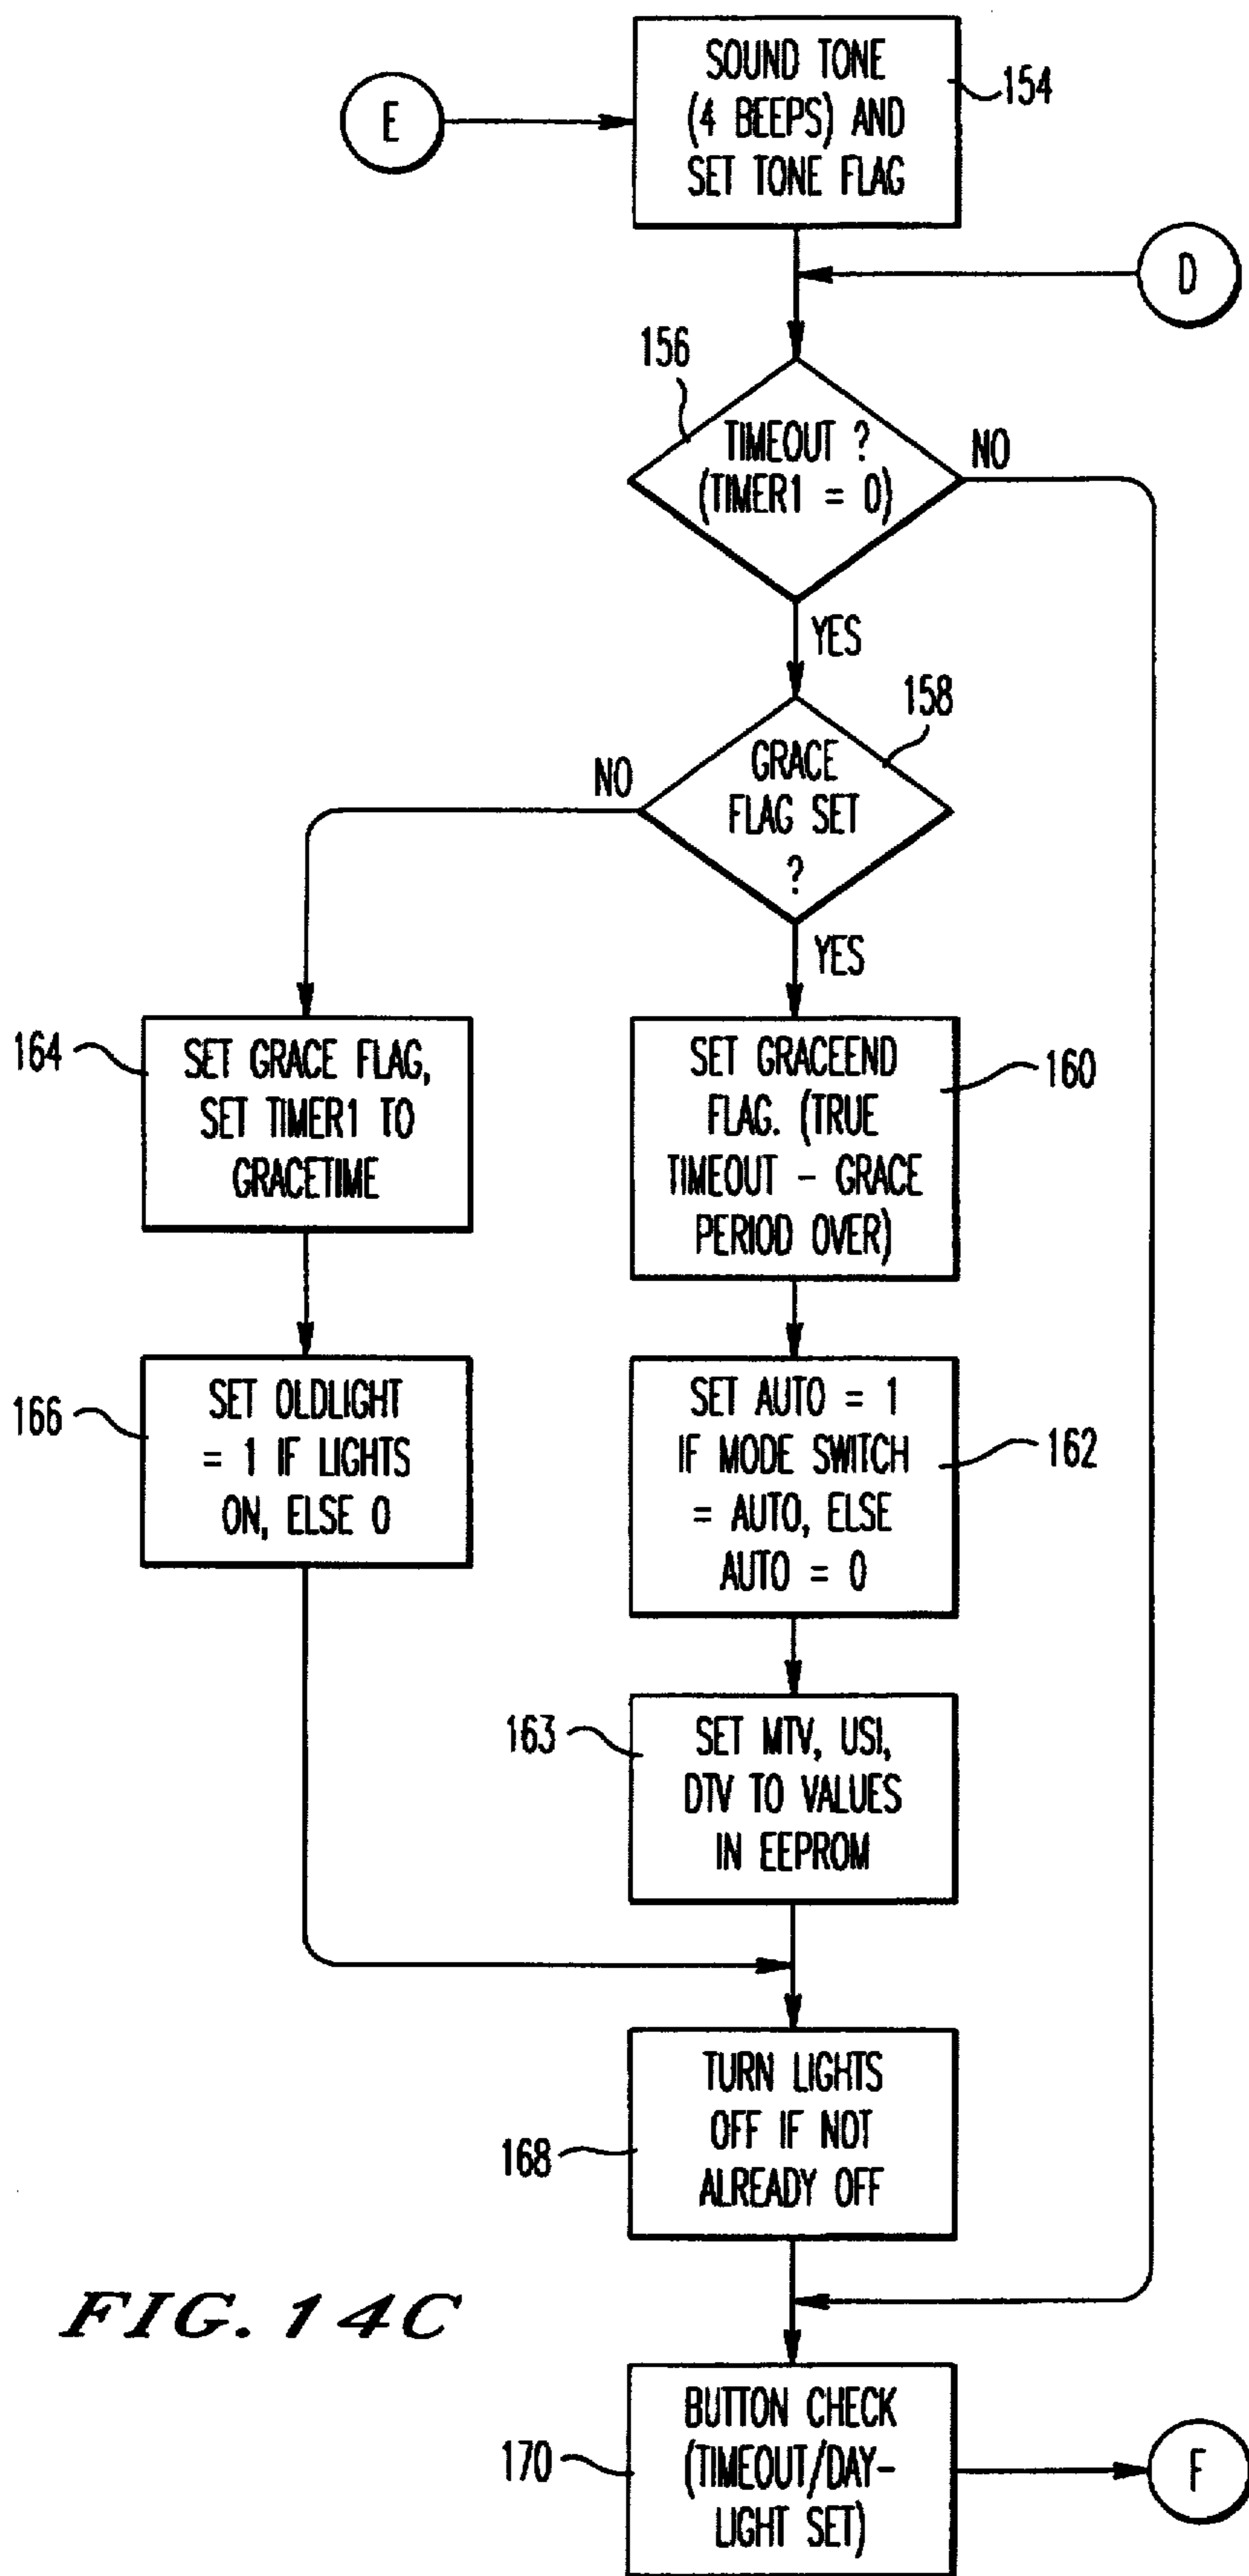 SOUND TONE
(4 BEEPS) AND
SET TONE FLAG
154
E
D
156
TIMEOUT ?
(TIMER1 = 0)
NO
YES
158
GRACE
FLAG SET
?
NO
YES
164
SET GRACE FLAG,
SET TIMER1 TO
GRACETIME
SET GRACEEND
FLAG. (TRUE
TIMEOUT - GRACE
PERIOD OVER)
160
166
SET OLDLIGHT
= 1 IF LIGHTS
ON, ELSE 0
SET AUTO = 1
IF MODE SWITCH
= AUTO, ELSE
AUTO = 0
162
163
SET MTV, USI,
DTV TO VALUES
IN EEPROM
168
TURN LIGHTS
OFF IF NOT
ALREADY OFF
FIG. 14C
170
BUTTON CHECK
(TIMEOUT/DAY-
LIGHT SET)
F